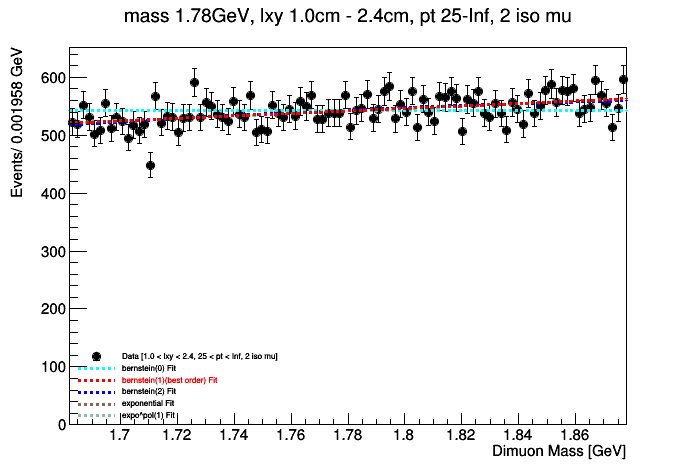 mass 1.78GeV, lxy 1.0cm - 2.4cm, pt 25-Inf, 2 iso mu
Events/ 0.001958 GeV
600
500
400
300
200
100
0
Data [1.0 < lxy < 2.4, 25 < pt < Inf, 2 iso mu]
bernstein(0) Fit
bernstein(1)(best order) Fit
bernstein(2) Fit
exponential Fit
expo*pol(1) Fit
1.7 1.72 1.74 1.76 1.78 1.8 1.82 1.84 1.86
Dimuon Mass [GeV]